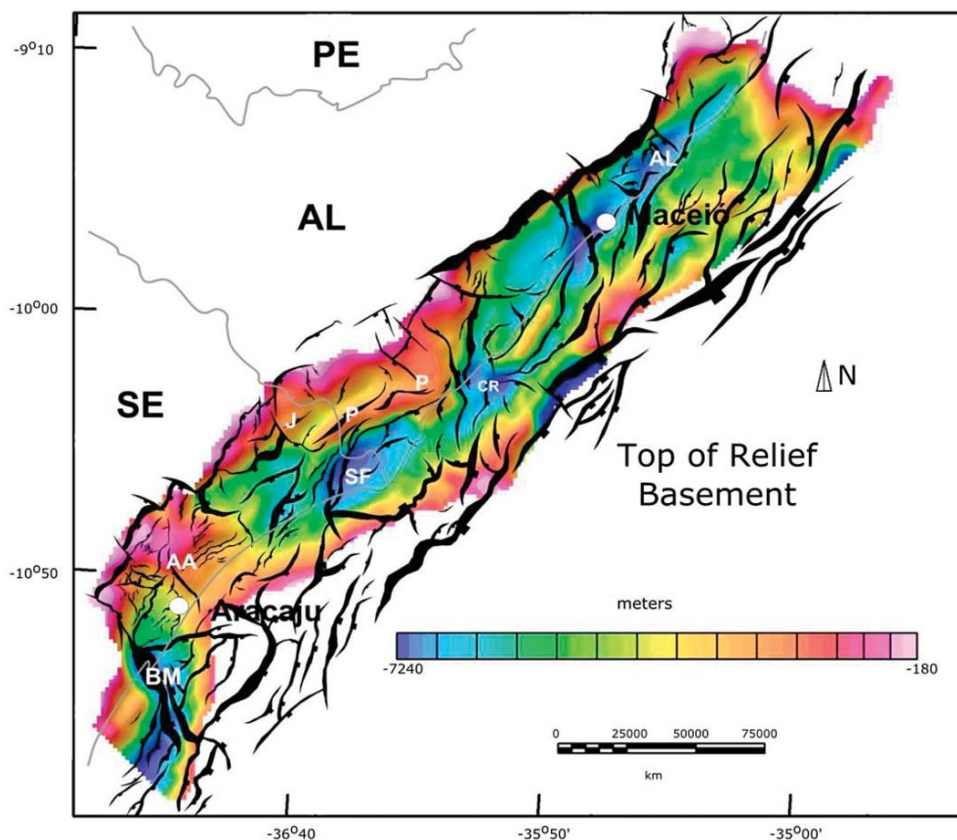 -9°10
PE
AL
AL
Maceió
-10°00
SE
P
CR
J
P
N
SF
Top of Relief
Basement
-10°50
AA
Aracaju
meters
BM
-7240
-180
0 25000 50000 75000
km
-36°40
-35°50'
-35°00'